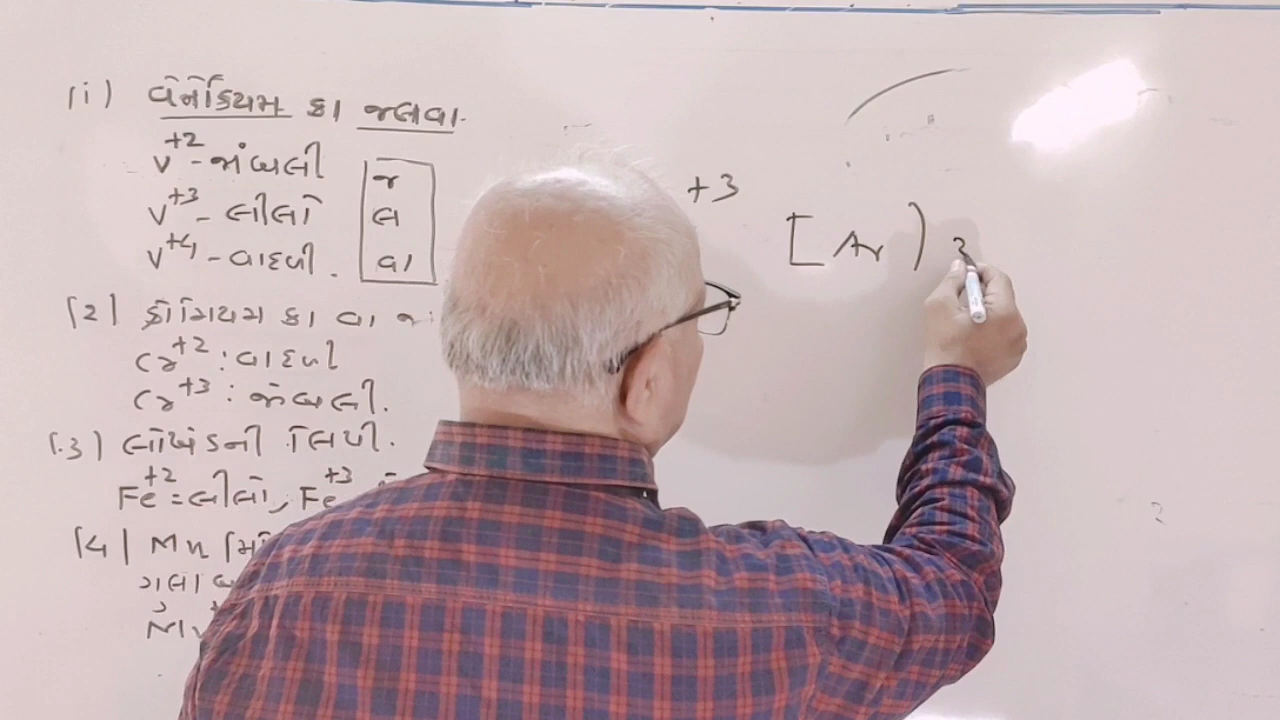 (1) વેનેડિયમ કા જલવા.
V+2 - જાંબલી જ
V+3 - લીલો લ
V+4 - વાદળી . વા
(2) ક્રોમિયમ કા વા
Cr+2 : વાદળી
Cr+3 : જાંબલી.
(3) લોખંડની લિપી.
Fe+2 = લીલો, Fe+3
(4) Mn
+3
[Ar) 3